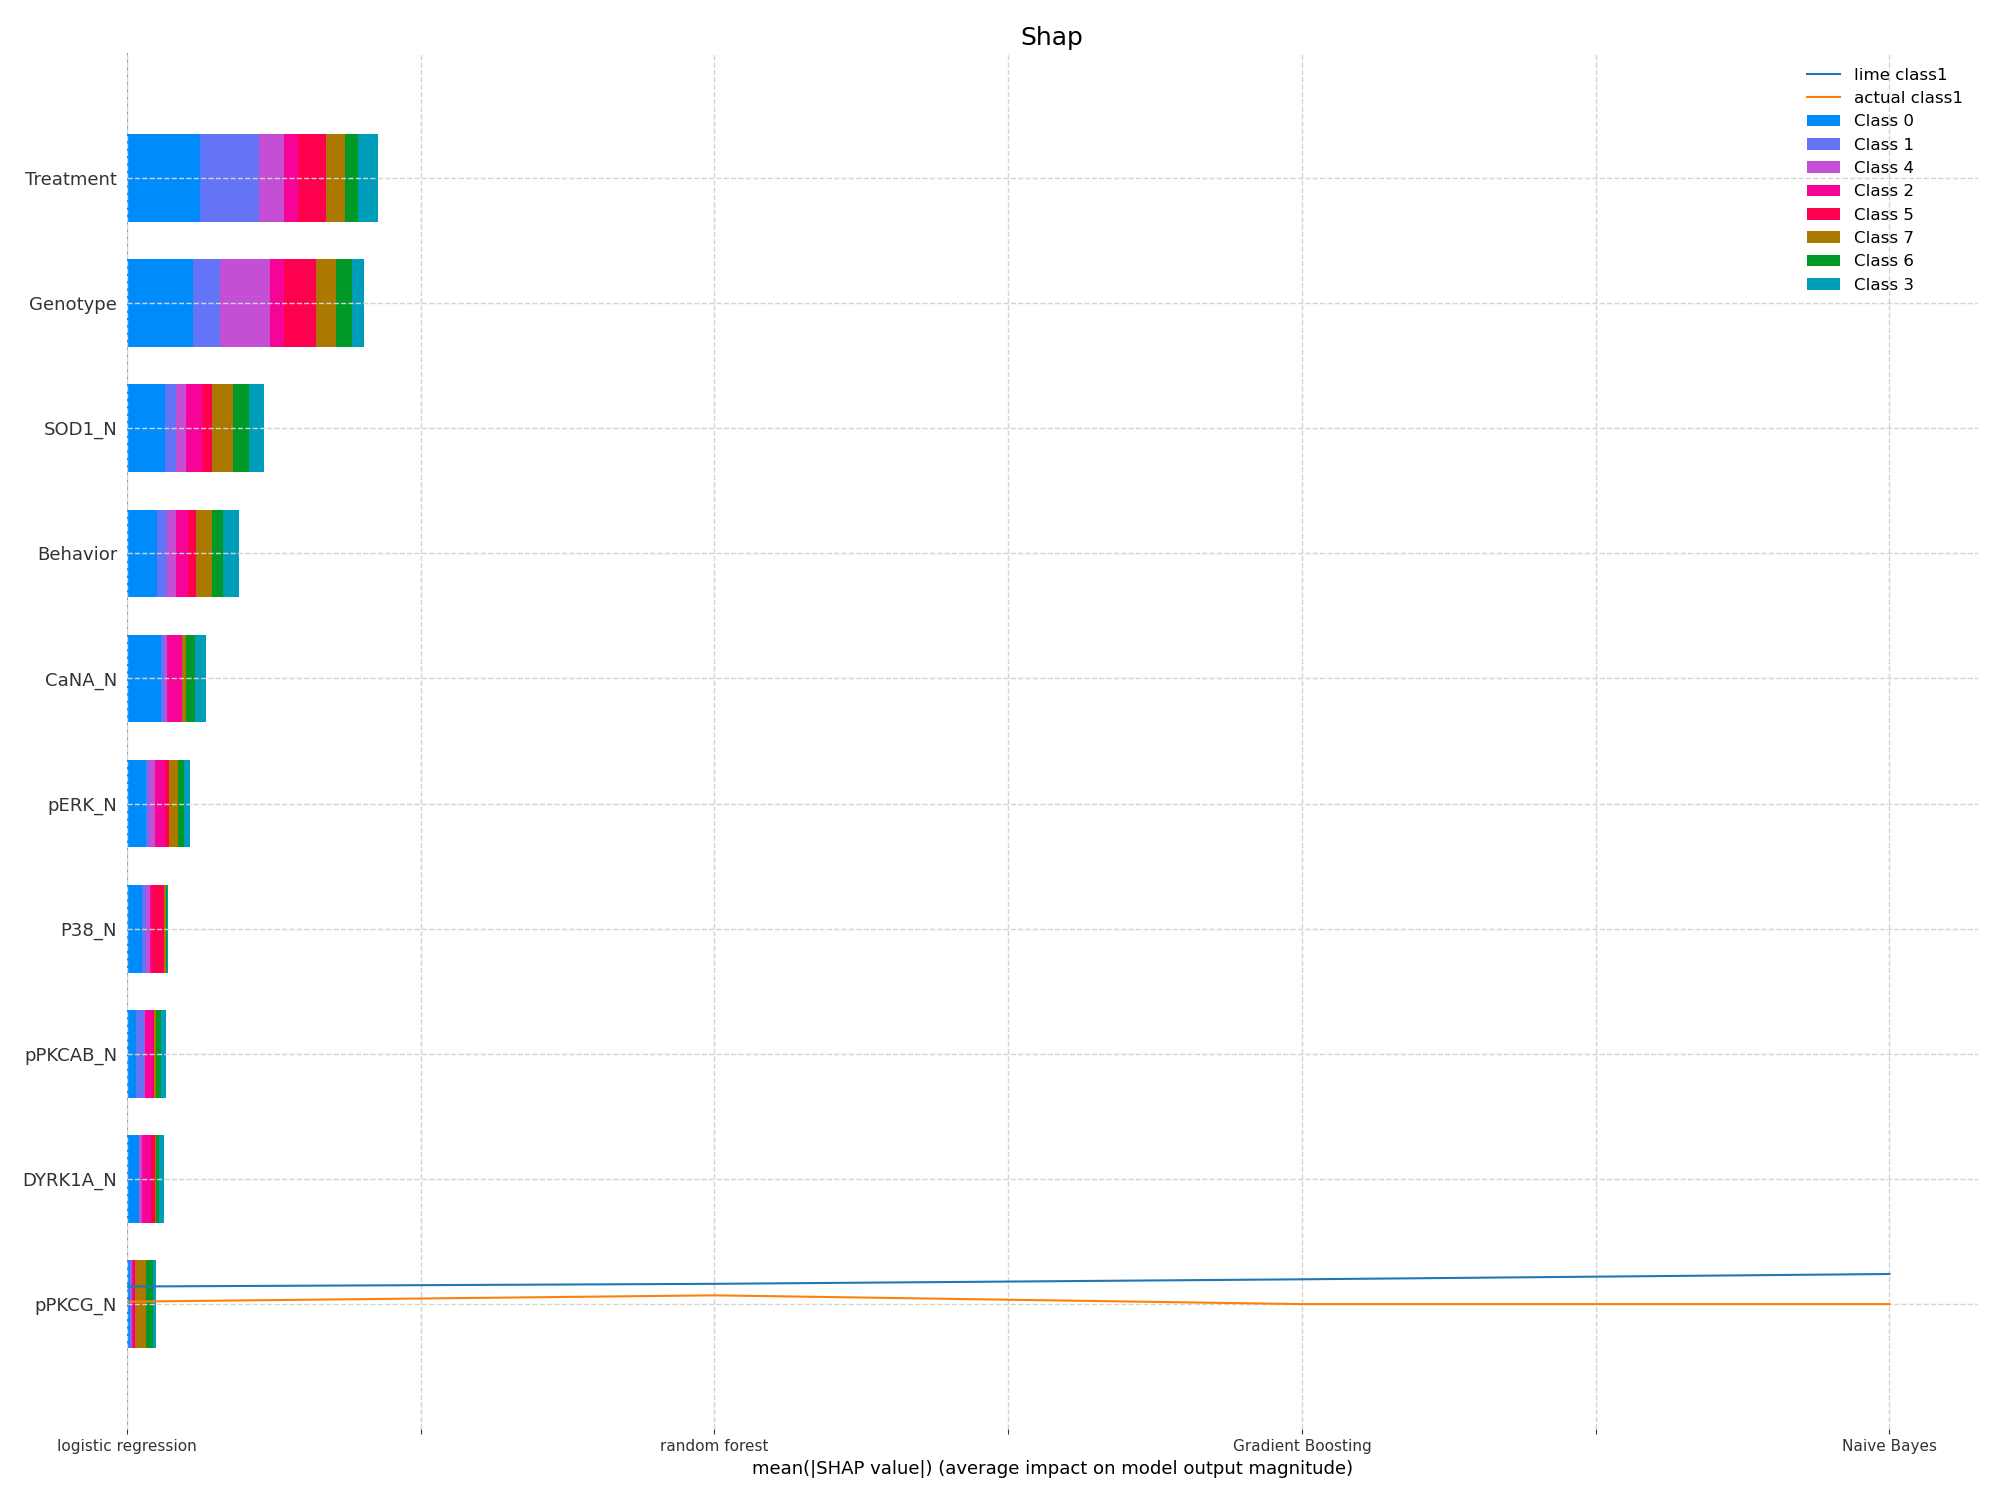 Shap
lime class1
actual class1
Class 0
Class 1
Class 4
Class 2
Class 5
Class 7
Class 6
Class 3
Treatment
Genotype
SOD1_N
Behavior
CaNA_N
pERK_N
P38_N
pPKCAB_N
DYRK1A_N
pPKCG_N
logistic regression
random forest
Gradient Boosting
Naive Bayes
mean(|SHAP value|) (average impact on model output magnitude)